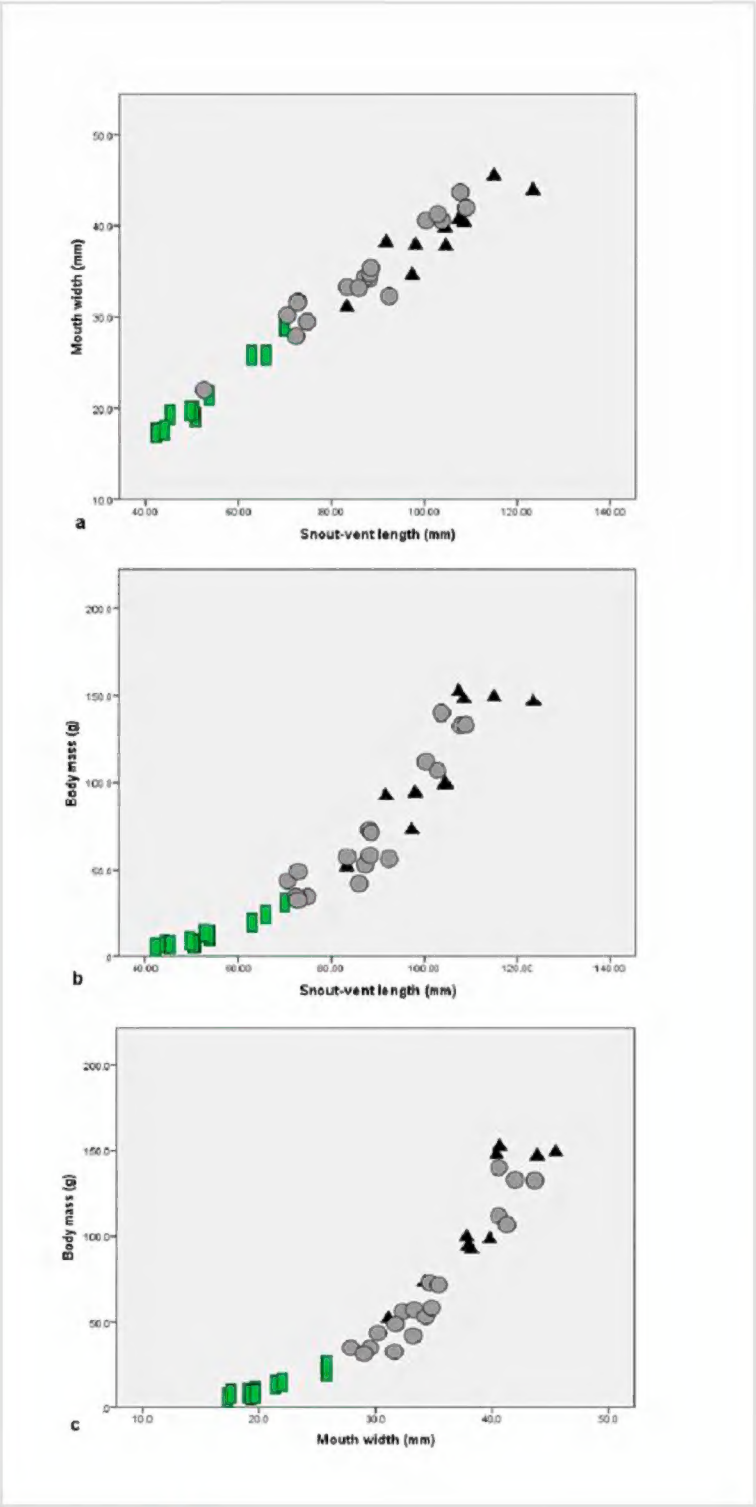 50.0
40.0
30.0
20.0
10.0
Mouth width (mm)
40.00 60.00 80.00 100.00 120.00 140.00
a
Snout-vent length (mm)
200.0
150.0
100.0
50.0
.0
Body mass (g)
40.00 60.00 80.00 100.00 120.00 140.00
b
Snout-vent length (mm)
200.0
150.0
100.0
50.0
.0
Body mass (g)
10.0 20.0 30.0 40.0 50.0
c
Mouth width (mm)